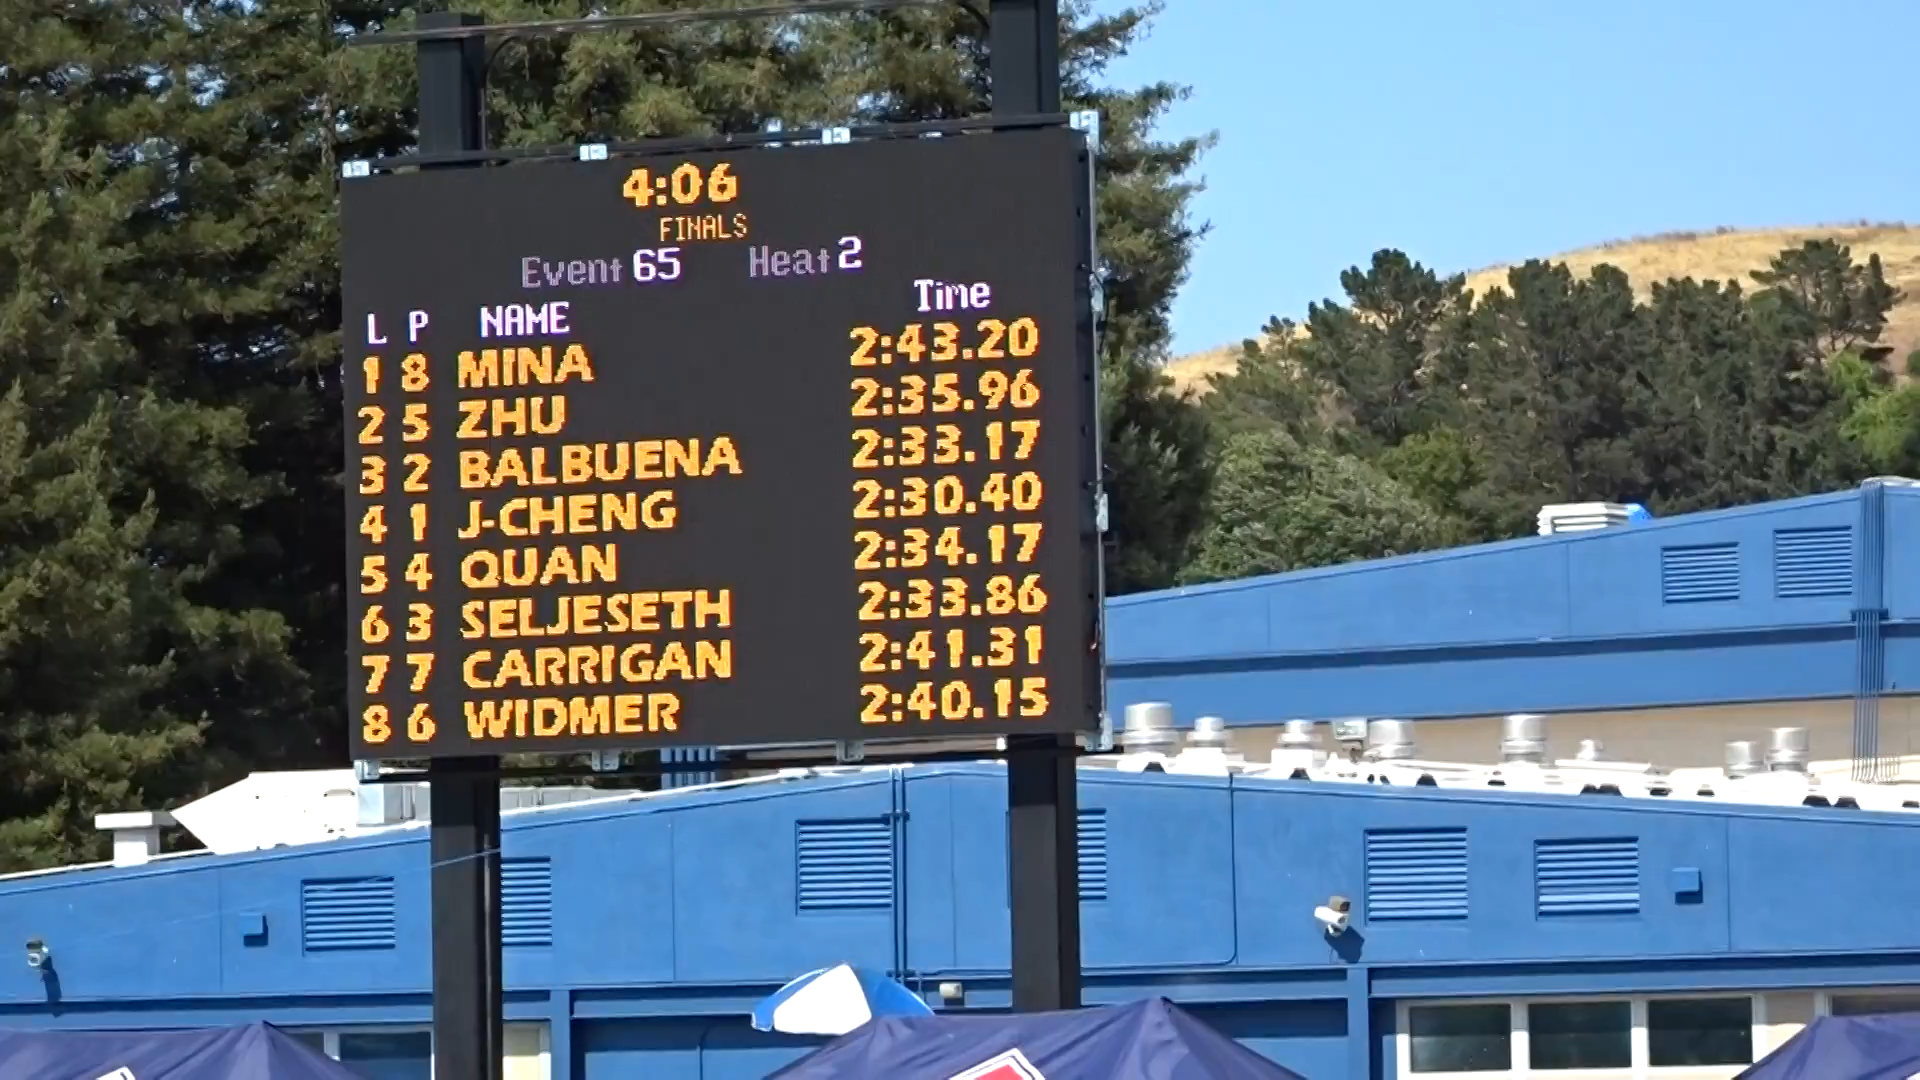 4:06
FINALS
Event 65 Heat 2
L P NAME Time
1 8 MINA 2:43.20
2 5 ZHU 2:35.96
3 2 BALBUENA 2:33.17
4 1 J-CHENG 2:30.40
5 4 QUAN 2:34.17
6 3 SELJESETH 2:33.86
7 7 CARRIGAN 2:41.31
8 6 WIDMER 2:40.15